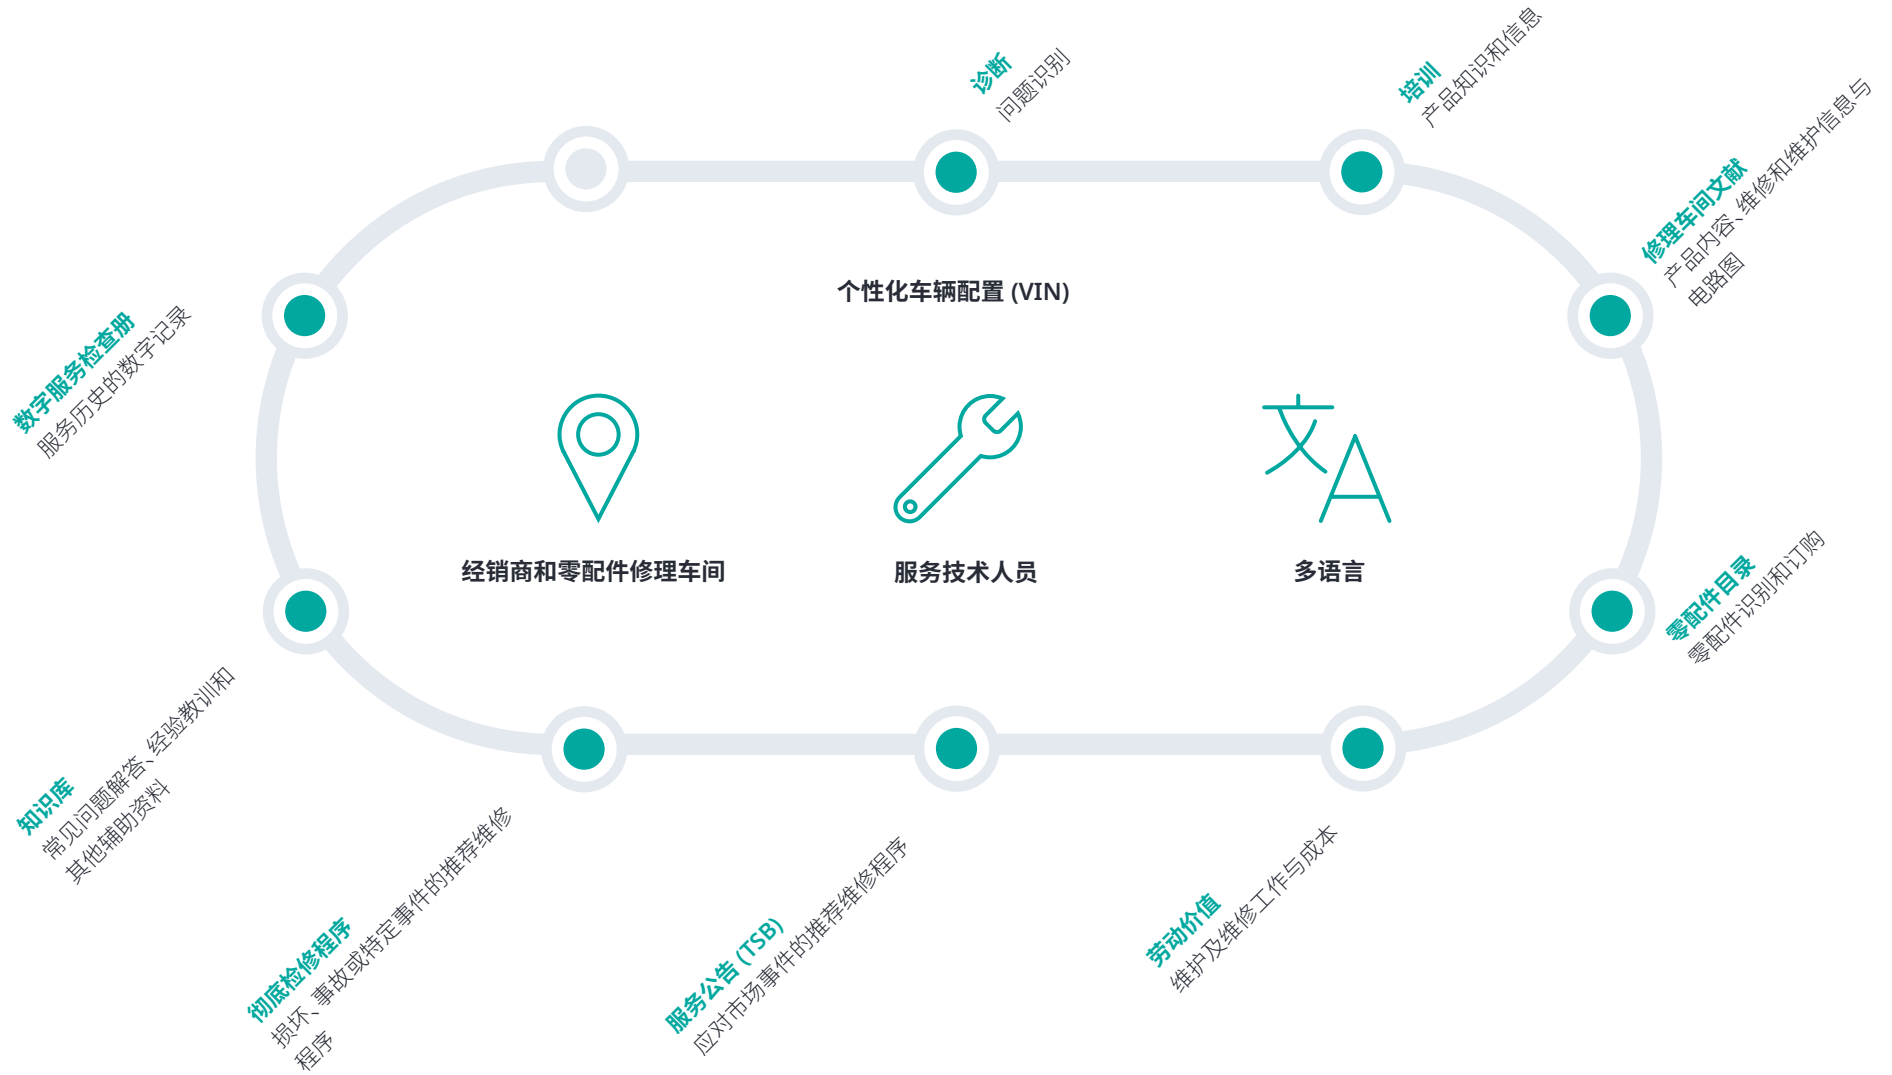 诊断
问题识别
培训
产品知识和信息
修理车间文献
产品内容、维修和维护信息与
电路图
个性化车辆配置 (VIN)
数字服务检查册
服务历史的数字记录
经销商和零配件修理车间
服务技术人员
多语言
零配件目录
零配件识别和订购
知识库
常见问题解答、经验教训和
其他辅助资料
彻底检修程序
损坏、事故或特定事件的推荐维修
程序
服务公告 (TSB)
应对市场事件的推荐维修程序
劳动价值
维护及维修工作与成本